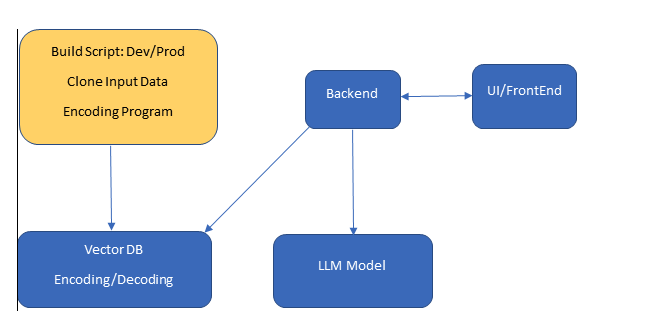 Build Script: Dev/Prod
Clone Input Data
Encoding Program
Backend
UI/FrontEnd
Vector DB
Encoding/Decoding
LLM Model